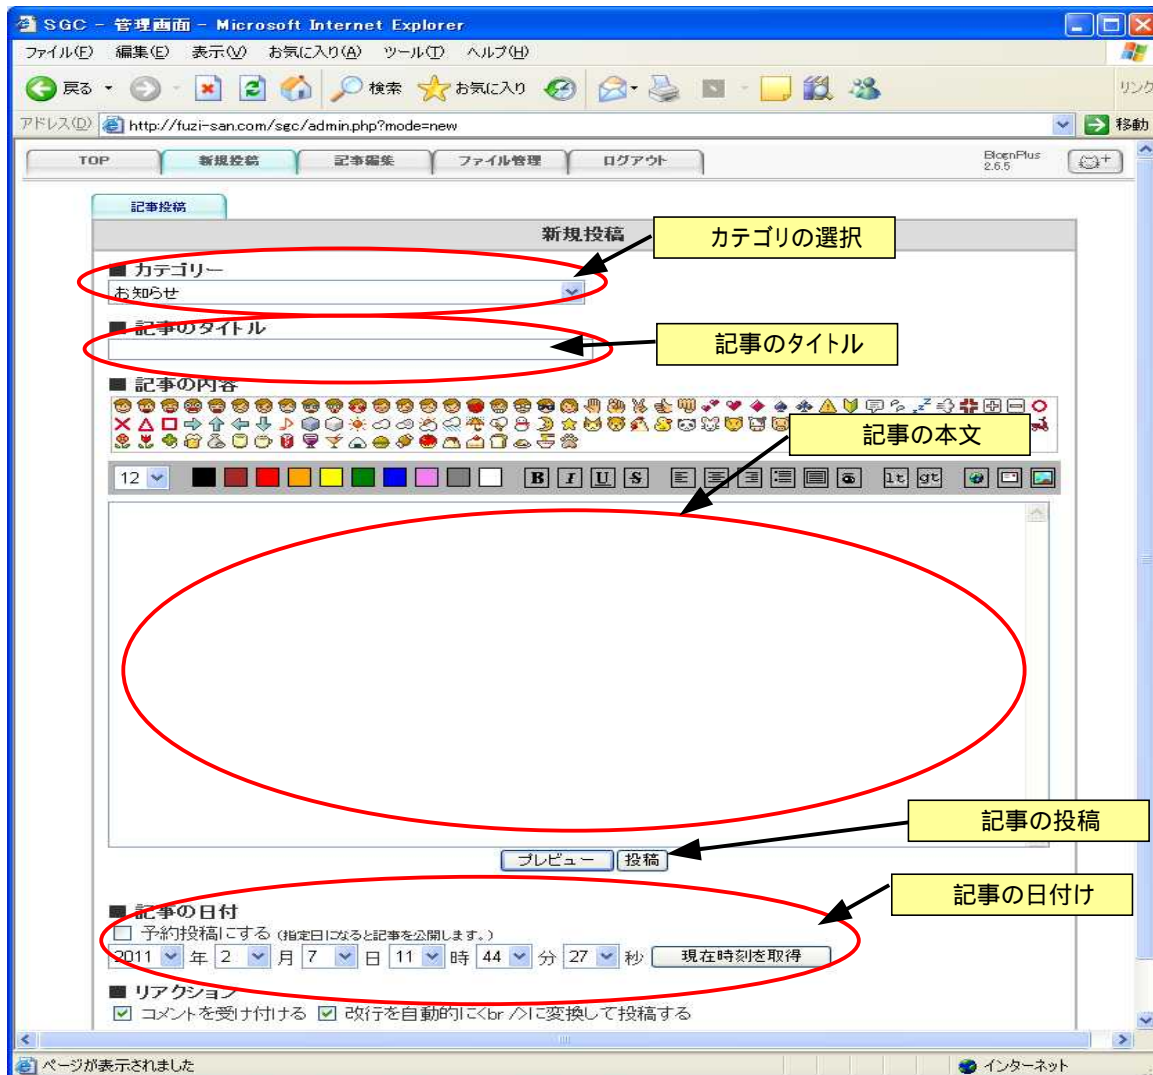 SGC - 管理画面 - Microsoft Internet Explorer
ファイル(F) 編集(E) 表示(V) お気に入り(A) ツール(T) ヘルプ(H)
戻る 検索 お気に入り リンク
アドレス(D) http://fuzi-san.com/sgc/admin.php?mode=new 移動
TOP 新規投稿 記事編集 ファイル管理 ログアウト BlognPlus
2.6.5
記事投稿
新規投稿
カテゴリの選択
■ カテゴリー
お知らせ
■ 記事のタイトル
記事のタイトル
■ 記事の内容
記事の本文
12 B I U S lt gt
記事の投稿
プレビュー 投稿
記事の日付け
■ 記事の日付
予約投稿にする (指定日になると記事を公開します。)
2011 年 2 月 7 日 11 時 44 分 27 秒 現在時刻を取得
■ リアクション
コメントを受け付ける 改行を自動的に<br />に変換して投稿する
ページが表示されました インターネット